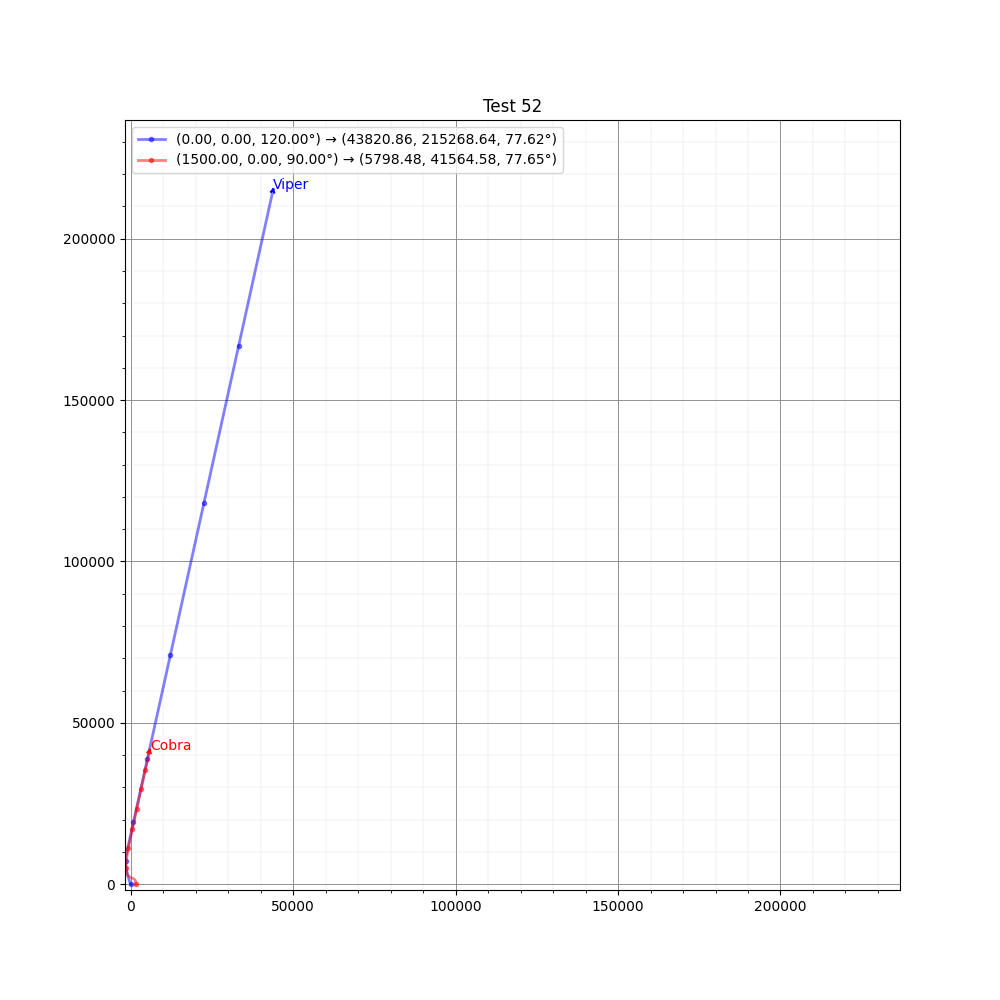 Test 52
(0.00, 0.00, 120.00°) → (43820.86, 215268.64, 77.62°)
(1500.00, 0.00, 90.00°) → (5798.48, 41564.58, 77.65°)
Viper
200000
150000
100000
50000
Cobra
0
0 50000 100000 150000 200000